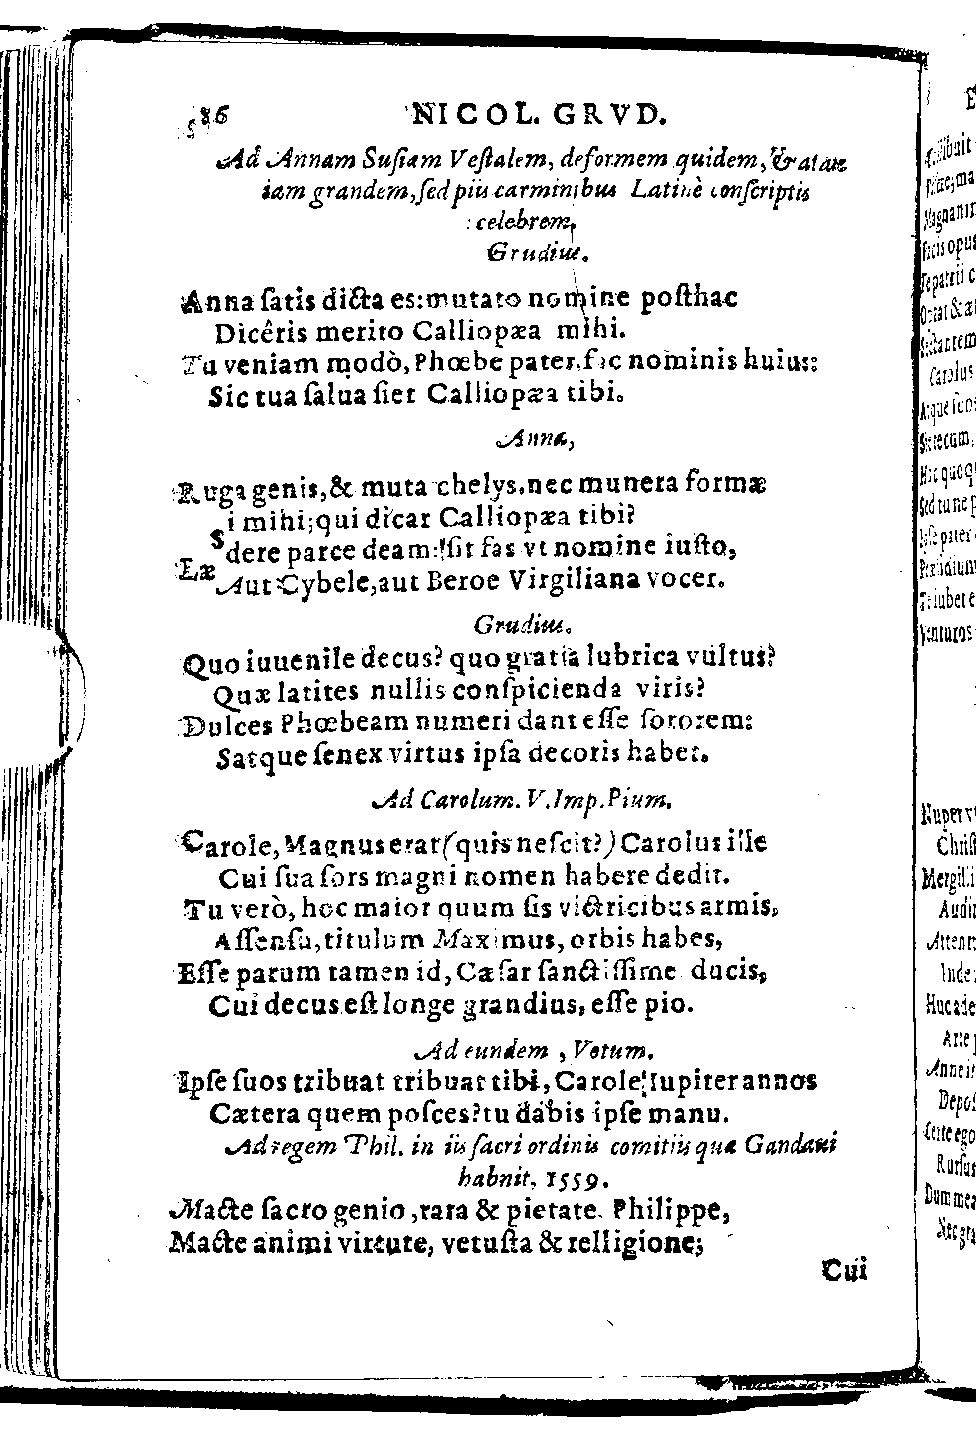 586 NICOL. GRVD.
Ad Annam Susiam Vestalem, deformem quidem, & ætate
iam grandem, sed piis carminibus Latinè conscriptis
celebrem,
Grudius.
Anna satis dicta es: mutato nomine posthac
Dicêris merito Calliopæa mihi.
Tu veniam modò, Phœbe pater, fac nominis huius:
Sic tua salua siet Calliopæa tibi.
Anna,
Ruga genis, & muta chelys, nec munera formæ
Si mihi; qui dicar Calliopæa tibi?
Lædere parce deam: sit fas vt nomine iusto,
Aut Cybele, aut Beroe Virgiliana vocer.
Grudius.
Quo iuuenile decus? quo gratia lubrica vultus?
Quæ latites nullis conspicienda viris?
Dulces Phœbeam numeri dant esse sororem:
Satque senex virtus ipsa decoris habet.
Ad Carolum. V. Imp. Pium.
Carole, Magnus erat (quis nescit?) Carolus ille
Cui sua sors magni nomen habere dedit.
Tu verò, hoc maior quum sis victricibus armis,
Assensu, titulum Maximus, orbis habes,
Esse parum tamen id, Cæsar sanctissime ducis,
Cui decus est longe grandius, esse pio.
Ad eundem, Votum.
Ipse suos tribuat tribuat tibi, Carole! Iupiter annos
Cætera quem posces? tu dabis ipse manu.
Ad regem Phil. in iis sacri ordinis comitiis quæ Gandaui
habnit, 1559.
Macte sacro genio, rara & pietate Philippe,
Macte animi virtute, vetusta & relligione;
Cui